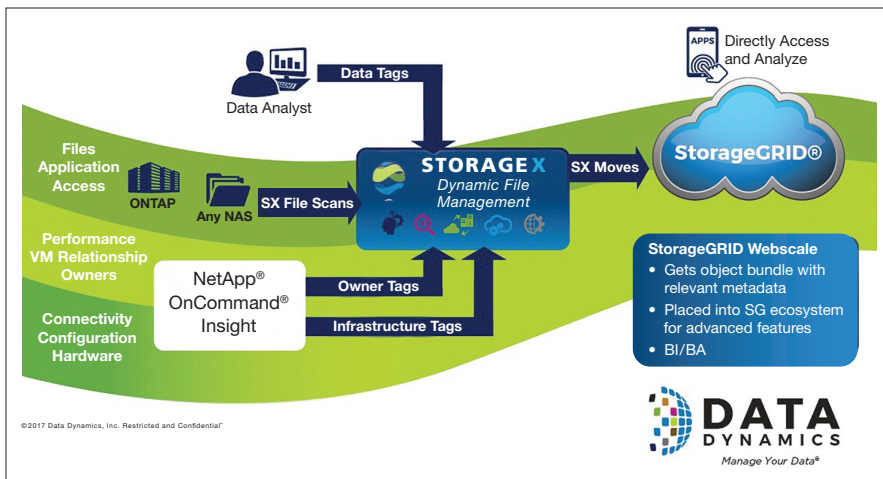 APPS
Directly Access
and Analyze
Data Tags
Data Analyst
Files
Application
Access
ONTAP
Any NAS
SX File Scans
STORAGEX
Dynamic File
Management
SX Moves
StorageGRID®
Performance
VM Relationship
Owners
NetApp®
OnCommand®
Insight
Owner Tags
Infrastructure Tags
Connectivity
Configuration
Hardware
StorageGRID Webscale
• Gets object bundle with
relevant metadata
• Placed into SG ecosystem
for advanced features
• BI/BA
©2017 Data Dynamics, Inc. Restricted and Confidential
DATA
DYNAMICS
Manage Your Data®